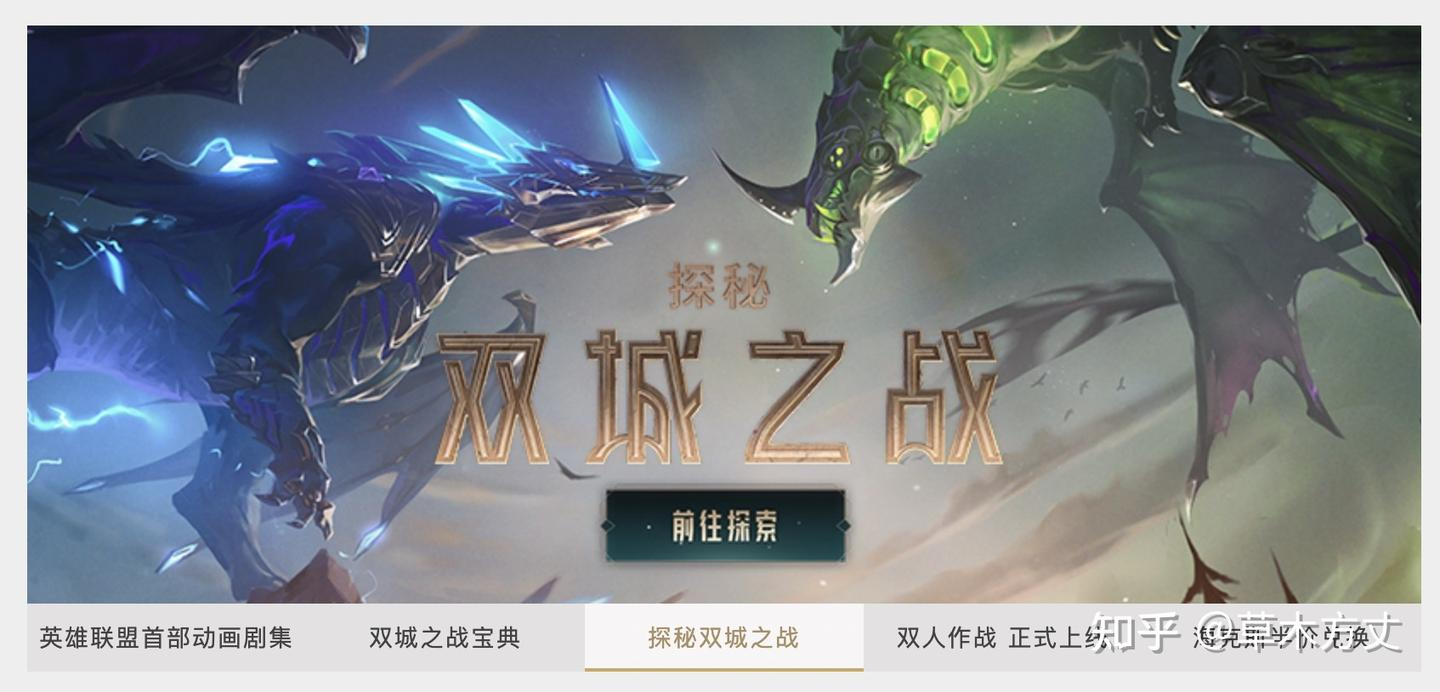 探秘
双城之战
前往探索
英雄联盟首部动画剧集
双城之战宝典
探秘双城之战
双人作战 正式上线
海克斯半价兑换
知乎 @草木方丈